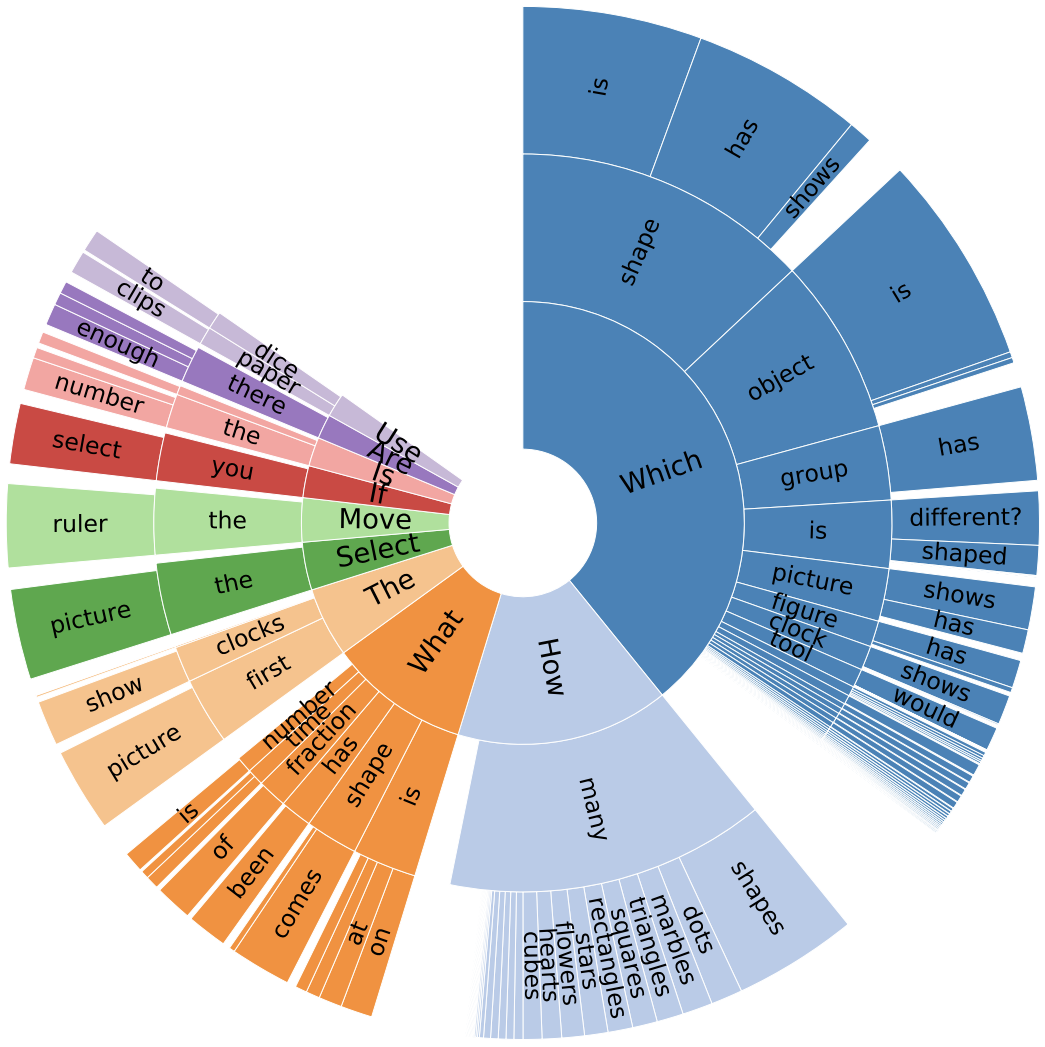 Which
shape
is
has
shows
object
is
group
has
is
different?
shaped
picture
shows
has
figure
has
clock
shows
tool
would
How
many
shapes
dots
marbles
triangles
squares
rectangles
stars
flowers
hearts
cubes
What
is
on
at
shape
comes
has
been
fraction
of
time
number
is
The
first
picture
clocks
show
Select
the
picture
Move
the
ruler
If
you
select
Is
the
number
Are
there
enough
Use
paper
clips
dice
to